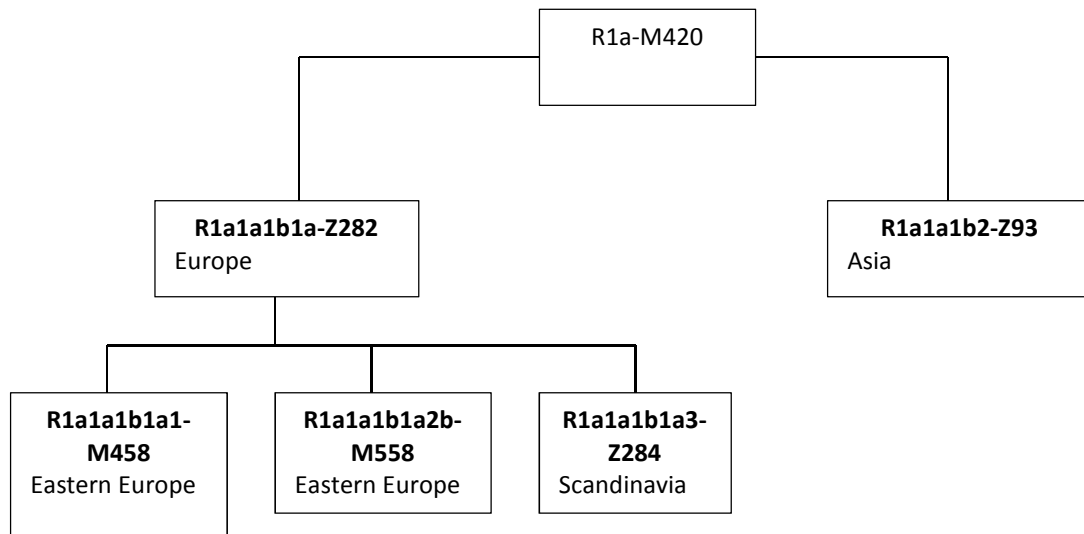 R1a-M420
R1a1a1b1a-Z282
Europe
R1a1a1b2-Z93
Asia
R1a1a1b1a1-
M458
Eastern Europe
R1a1a1b1a2b-
M558
Eastern Europe
R1a1a1b1a3-
Z284
Scandinavia